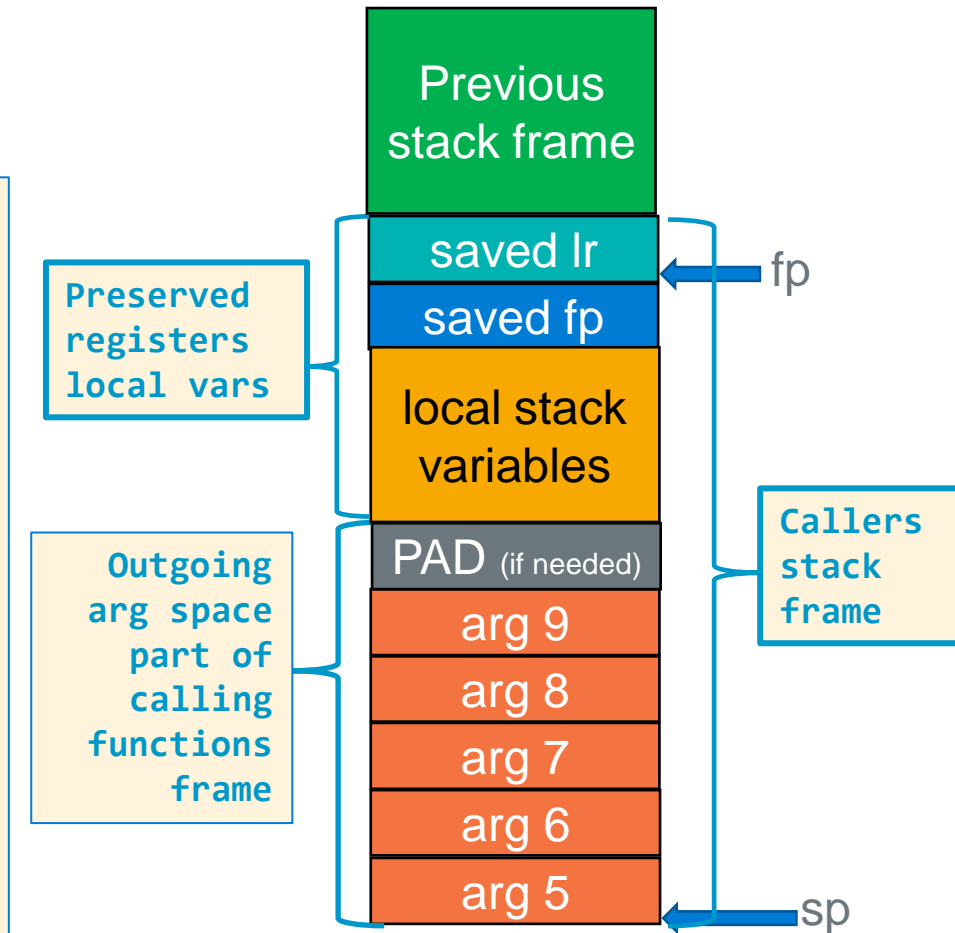 Previous
stack frame
saved lr
fp
saved fp
Preserved
registers
local vars
local stack
variables
PAD (if needed)
Outgoing
arg space
part of
calling
functions
frame
Callers
stack
frame
arg 9
arg 8
arg 7
arg 6
arg 5
sp